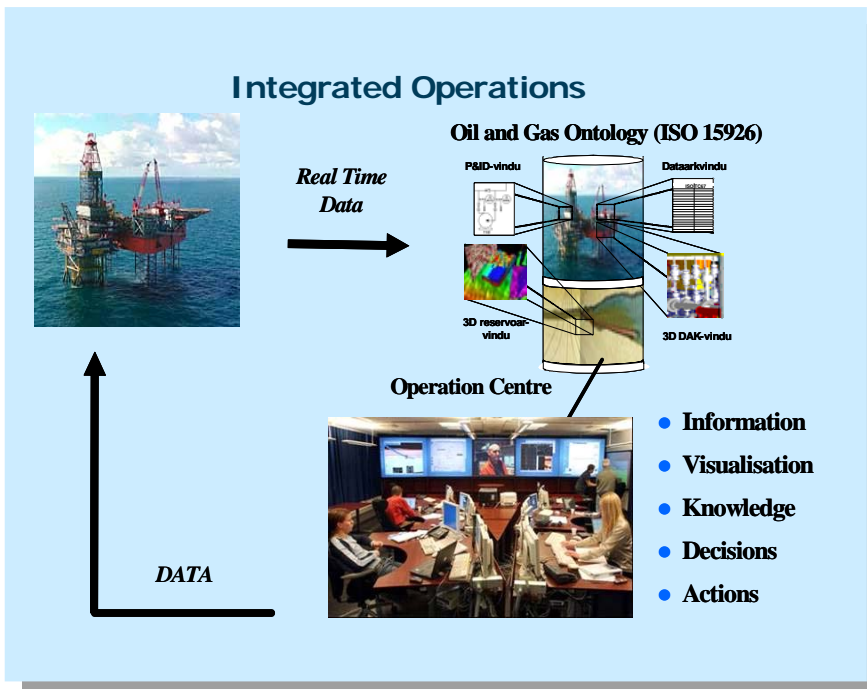 Integrated Operations
Oil and Gas Ontology (ISO 15926)
P&ID-vindu
Dataarkvindu
Real Time
Data
3D reservoar-
vindu
3D DAK-vindu
Operation Centre
Information
Visualisation
Knowledge
Decisions
Actions
DATA